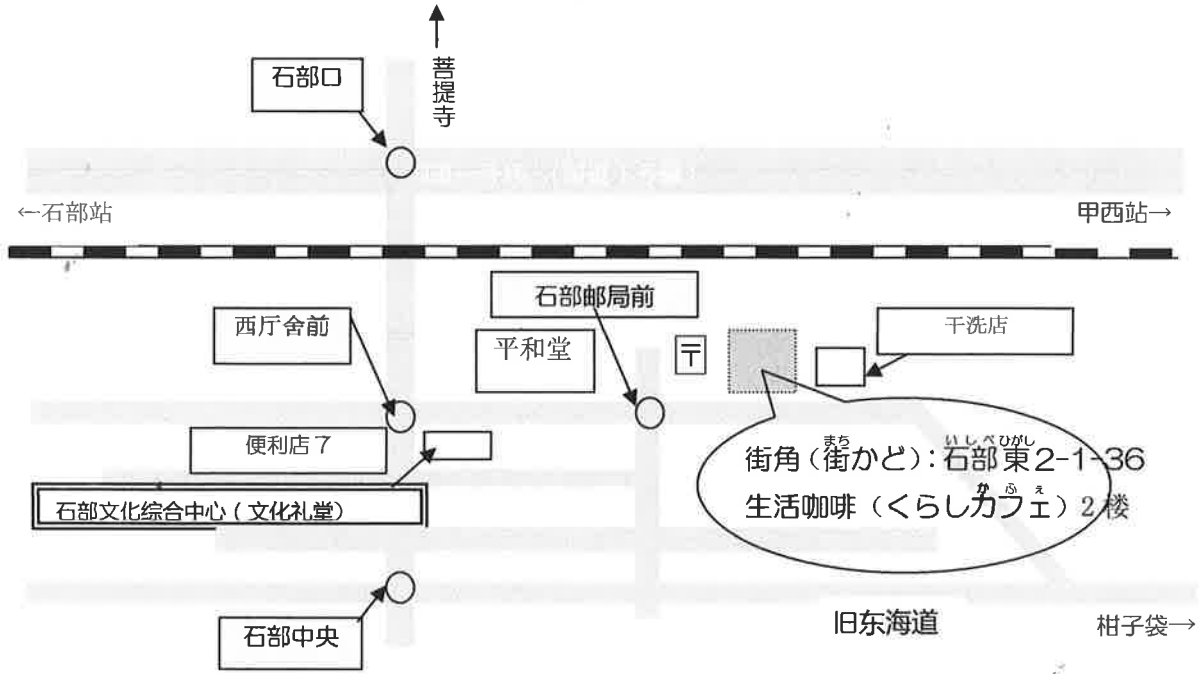 石部口
菩提寺
←石部站
甲西站→
石部邮局前
西厅舍前
平和堂
〒
干洗店
便利店７
街角（街かど）：石部東2-1-36
まち
いしべひがし
生活咖啡（くらしカフェ）２楼
かふぇ
石部文化综合中心（文化礼堂）
石部中央
旧东海道
柑子袋→